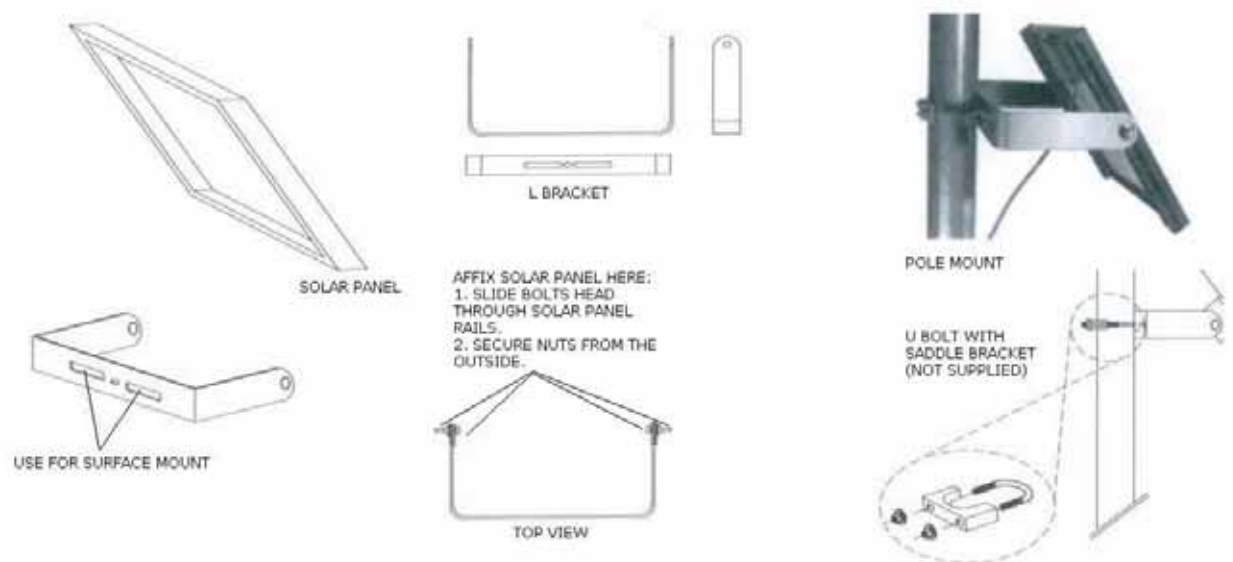 SOLAR PANEL
L BRACKET
POLE MOUNT
USE FOR SURFACE MOUNT
AFFIX SOLAR PANEL HERE:
1. SLIDE BOLTS HEAD
THROUGH SOLAR PANEL
RAILS.
2. SECURE NUTS FROM THE
OUTSIDE.
TOP VIEW
U BOLT WITH
SADDLE BRACKET
(NOT SUPPLIED)